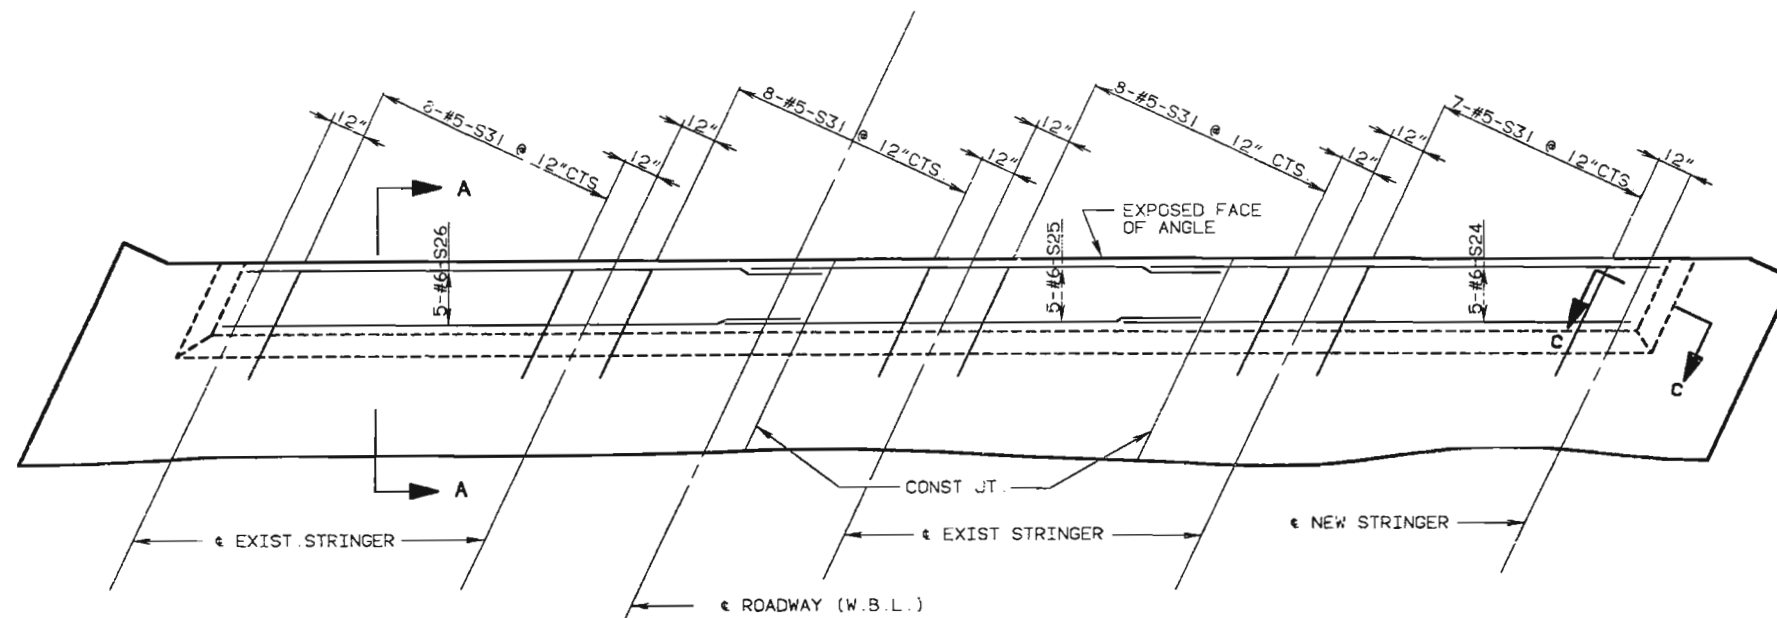 12"
8-#5-S31 @ 12"CTS.
12"
12"
8-#5-S31 @ 12"CTS.
12"
12"
8-#5-S31 @ 12" CTS.
12"
12"
7-#5-S31 @ 12"CTS.
12"
A
EXPOSED FACE
OF ANGLE
5-#6-S26
5-#6-S25
5-#6-S24
C
C
A
CONST JT.
℄ EXIST. STRINGER
℄ EXIST STRINGER
℄ NEW STRINGER
℄ ROADWAY (W.B.L.)